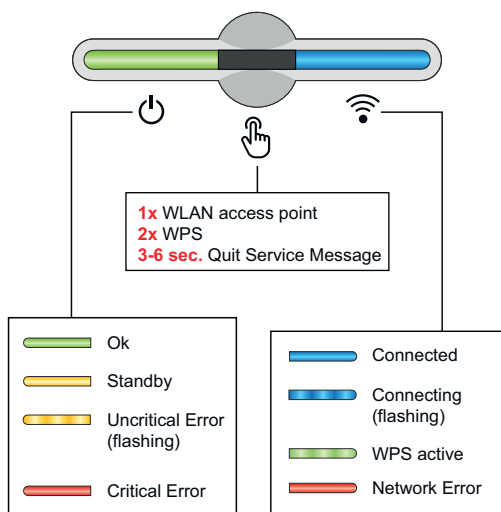 1x WLAN access point
2x WPS
3-6 sec. Quit Service Message
Ok
Standby
Uncritical Error
(flashing)
Critical Error
Connected
Connecting
(flashing)
WPS active
Network Error